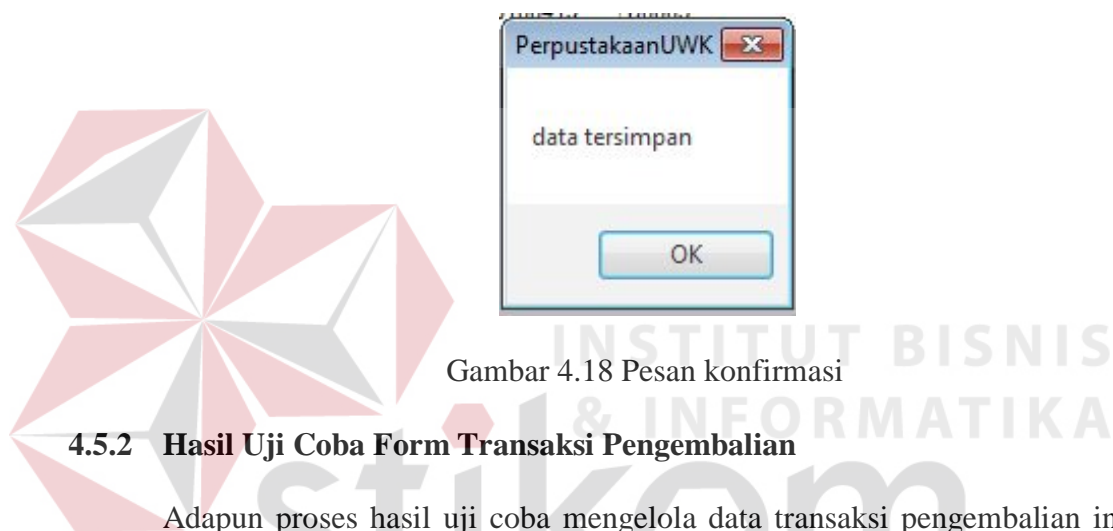 PerpustakaanUWK
data tersimpan
OK
INSTITUT BISNIS
Gambar 4.18 Pesan konfirmasi
& INFORMATIKA
4.5.2 Hasil Uji Coba Form Transaksi Pengembalian
stikom
Adapun proses hasil uji coba mengelola data transaksi pengembalian